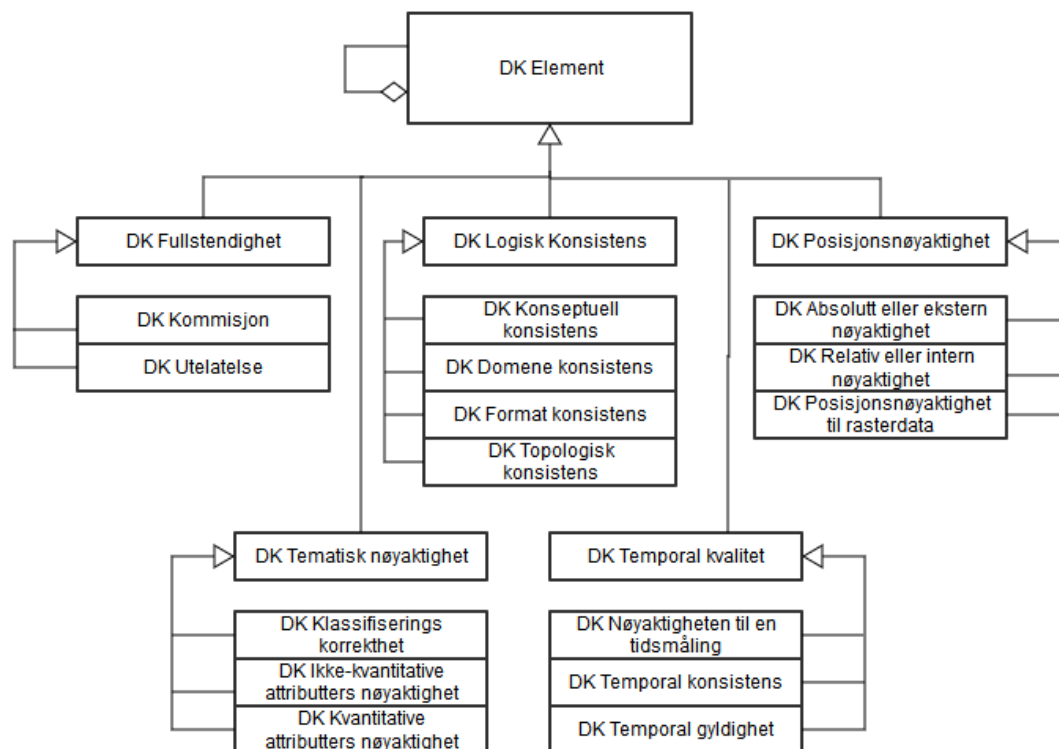 DK Element
DK Fullstendighet
DK Kommisjon
DK Utelatelse
DK Logisk Konsistens
DK Konseptuell
konsistens
DK Domene konsistens
DK Format konsistens
DK Topologisk
konsistens
DK Posisjonsnøyaktighet
DK Absolutt eller ekstern
nøyaktighet
DK Relativ eller intern
nøyaktighet
DK Posisjonsnøyaktighet
til rasterdata
DK Tematisk nøyaktighet
DK Klassifiserings
korrekthet
DK Ikke-kvantitative
attributters nøyaktighet
DK Kvantitative
attributters nøyaktighet
DK Temporal kvalitet
DK Nøyaktigheten til en
tidsmåling
DK Temporal konsistens
DK Temporal gyldighet